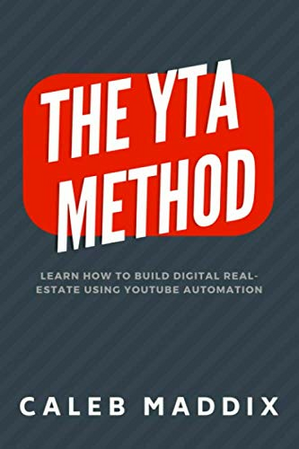 THE YTA
METHOD
LEARN HOW TO BUILD DIGITAL REAL-
ESTATE USING YOUTUBE AUTOMATION
CALEB MADDIX